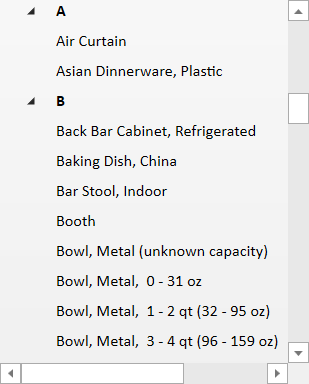 A
Air Curtain
Asian Dinnerware, Plastic
B
Back Bar Cabinet, Refrigerated
Baking Dish, China
Bar Stool, Indoor
Booth
Bowl, Metal (unknown capacity)
Bowl, Metal,  0 - 31 oz
Bowl, Metal,  1 - 2 qt (32 - 95 oz)
Bowl, Metal,  3 - 4 qt (96 - 159 oz)